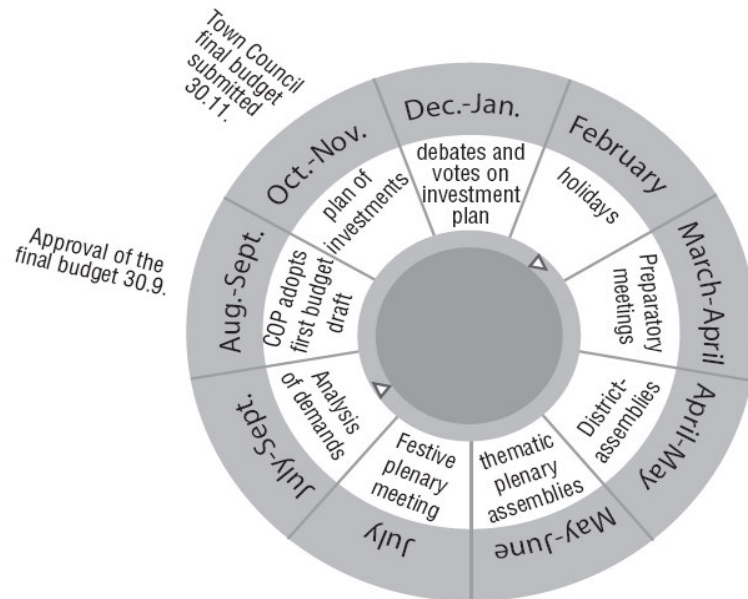 Town Council
final budget
submitted
30.11.
Approval of the
final budget 30.9.
Dec.-Jan.
debates and
votes on
investment
plan
February
holidays
March-April
Preparatory
meetings
April-May
District-
assemblies
May-June
thematic
plenary
assemblies
July
Festive
plenary
meeting
July-Sept.
Analysis
of demands
Aug.-Sept.
COP adopts
first budget
draft
Oct.-Nov.
plan of
investments